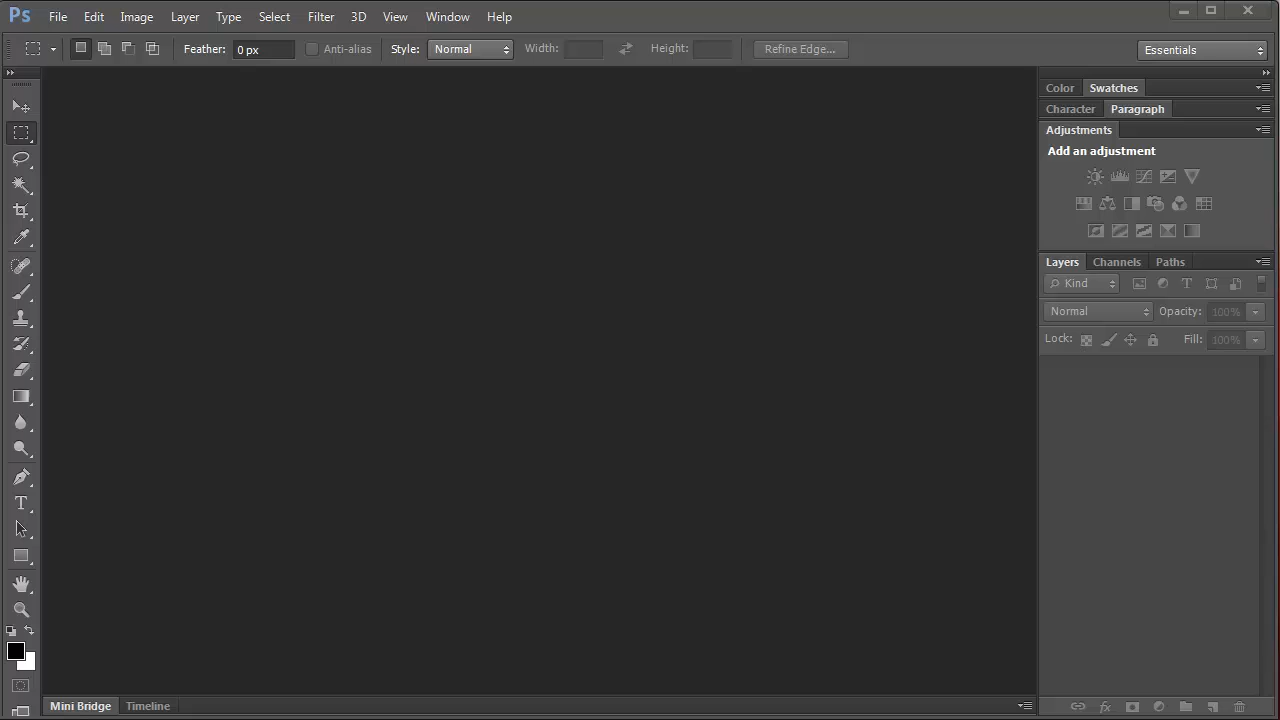 Ps File Edit Image Layer Type Select Filter 3D View Window Help
Feather: 0 px Anti-alias Style: Normal Width: Height: Refine Edge... Essentials
Color Swatches
Character Paragraph
Adjustments
Add an adjustment
Layers Channels Paths
Kind
Normal Opacity: 100%
Lock: Fill: 100%
Mini Bridge Timeline